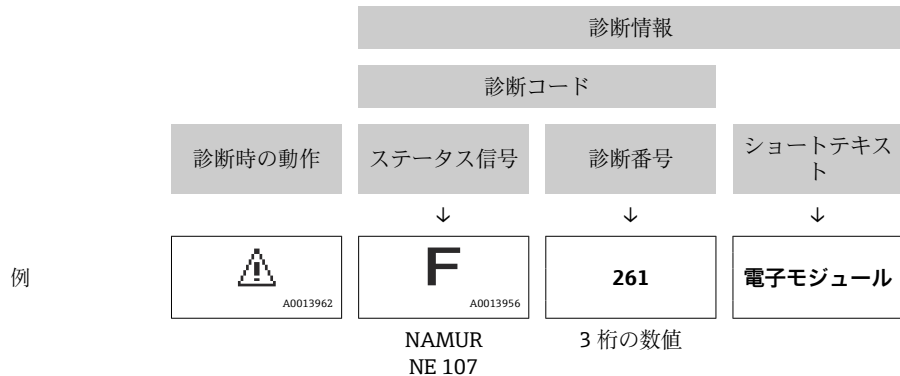 診断情報
診断コード
診断時の動作
ステータス信号
診断番号
ショートテキス
ト
↓
↓
↓
例
A0013962
F
A0013956
261
電子モジュール
NAMUR
NE 107
3 桁の数値